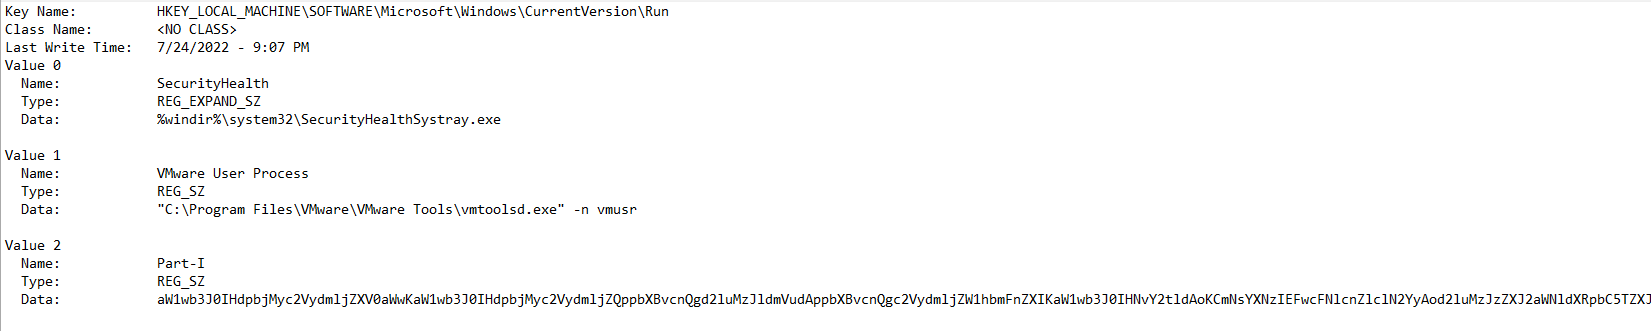 Key Name: HKEY_LOCAL_MACHINE\SOFTWARE\Microsoft\Windows\CurrentVersion\Run
Class Name: <NO CLASS>
Last Write Time: 7/24/2022 - 9:07 PM
Value 0
Name: SecurityHealth
Type: REG_EXPAND_SZ
Data: %windir%\system32\SecurityHealthSystray.exe
Value 1
Name: VMware User Process
Type: REG_SZ
Data: "C:\Program Files\VMware\VMware Tools\vmtoolsd.exe" -n vmusr
Value 2
Name: Part-I
Type: REG_SZ
Data: aW1wb3J0IHdpbjMyc2VydmljZXV0aWwKaW1wb3J0IHdpbjMyc2VydmljZQppbXBvcnQgd2luMzJldmVudAppbXBvcnQgc2VydmljZW1hbmFnZXIKaW1wb3J0IHNvY2tldAoKCmNsYXNzIEFwcFNlcnZlclN2YyAod2luMzJzZXJ2aWNldXRpbC5TZXJ